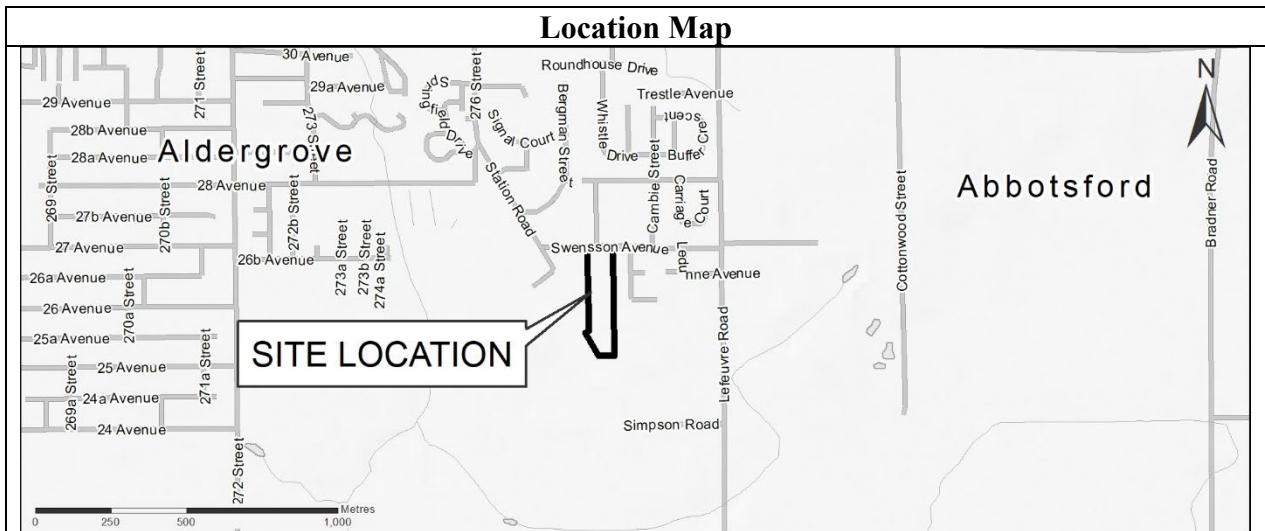 Location Map
30 Avenue
29a Avenue
29 Avenue
28b Avenue
28a Avenue
28 Avenue
27b Avenue
27 Avenue
26b Avenue
26a Avenue
26 Avenue
25a Avenue
25 Avenue
24a Avenue
24 Avenue
269 Street
269a Street
270a Street
270b Street
271 Street
271a Street
272 Street
272b Street
273 Street
273a Street
273b Street
274a Street
276 Street
Aldergrove
Springfield Drive
Signal Court
Station Road
Bergman Street
Roundhouse Drive
Whistle Drive
Trestle Avenue
Buffer Crescent
Cambie Street
Carriage Court
Swensson Avenue
Ledunne Avenue
Lefeuvre Road
Simpson Road
Cottonwood Street
Bradner Road
Abbotsford
N
SITE LOCATION
Metres
0 250 500 1,000